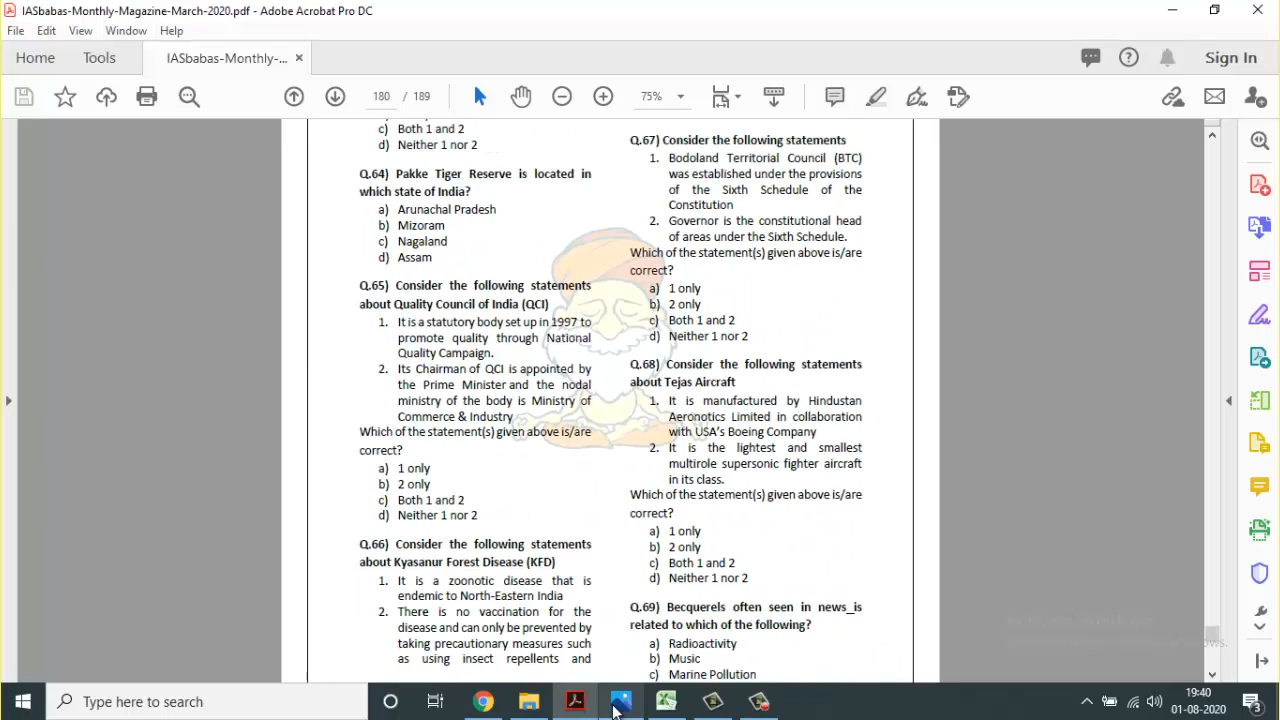 IASbabas-Monthly-Magazine-March-2020.pdf - Adobe Acrobat Pro DC
File Edit View Window Help
Home Tools IASbabas-Monthly-... × Sign In
180 / 189 75%
c) Both 1 and 2
d) Neither 1 nor 2
Q.64) Pakke Tiger Reserve is located in
which state of India?
a) Arunachal Pradesh
b) Mizoram
c) Nagaland
d) Assam
Q.65) Consider the following statements
about Quality Council of India (QCI)
1. It is a statutory body set up in 1997 to
promote quality through National
Quality Campaign.
2. Its Chairman of QCI is appointed by
the Prime Minister and the nodal
ministry of the body is Ministry of
Commerce & Industry
Which of the statement(s) given above is/are
correct?
a) 1 only
b) 2 only
c) Both 1 and 2
d) Neither 1 nor 2
Q.66) Consider the following statements
about Kyasanur Forest Disease (KFD)
1. It is a zoonotic disease that is
endemic to North-Eastern India
2. There is no vaccination for the
disease and can only be prevented by
taking precautionary measures such
as using insect repellents and
Q.67) Consider the following statements
1. Bodoland Territorial Council (BTC)
was established under the provisions
of the Sixth Schedule of the
Constitution
2. Governor is the constitutional head
of areas under the Sixth Schedule.
Which of the statement(s) given above is/are
correct?
a) 1 only
b) 2 only
c) Both 1 and 2
d) Neither 1 nor 2
Q.68) Consider the following statements
about Tejas Aircraft
1. It is manufactured by Hindustan
Aeronotics Limited in collaboration
with USA's Boeing Company
2. It is the lightest and smallest
multirole supersonic fighter aircraft
in its class.
Which of the statement(s) given above is/are
correct?
a) 1 only
b) 2 only
c) Both 1 and 2
d) Neither 1 nor 2
Q.69) Becquerels often seen in news_is
related to which of the following?
a) Radioactivity
b) Music
c) Marine Pollution
Type here to search
19:40
01-08-2020
3